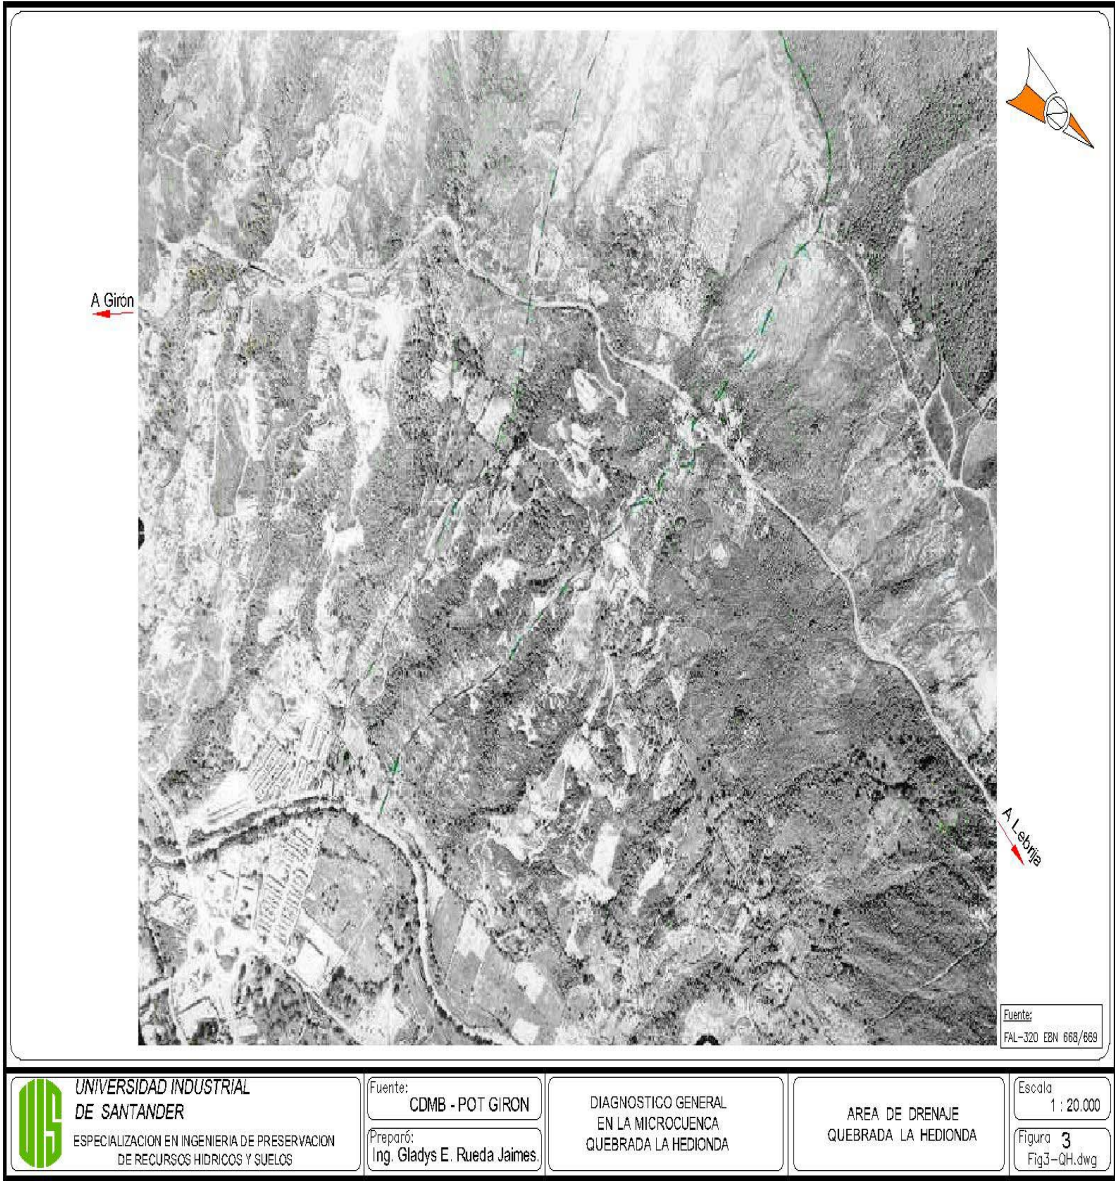 A Girón
A Lebrija
Fuente:
FAL-320 EBN 668/669
UIS
UNIVERSIDAD INDUSTRIAL
DE SANTANDER
ESPECIALIZACION EN INGENIERIA DE PRESERVACION
DE RECURSOS HIDRICOS Y SUELOS
Fuente:
CDMB - POT GIRON
Preparó:
Ing. Gladys E. Rueda Jaimes.
DIAGNOSTICO GENERAL
EN LA MICROCUENCA
QUEBRADA LA HEDIONDA
AREA DE DRENAJE
QUEBRADA LA HEDIONDA
Escala
1 : 20.000
Figura 3
Fig3-QH.dwg